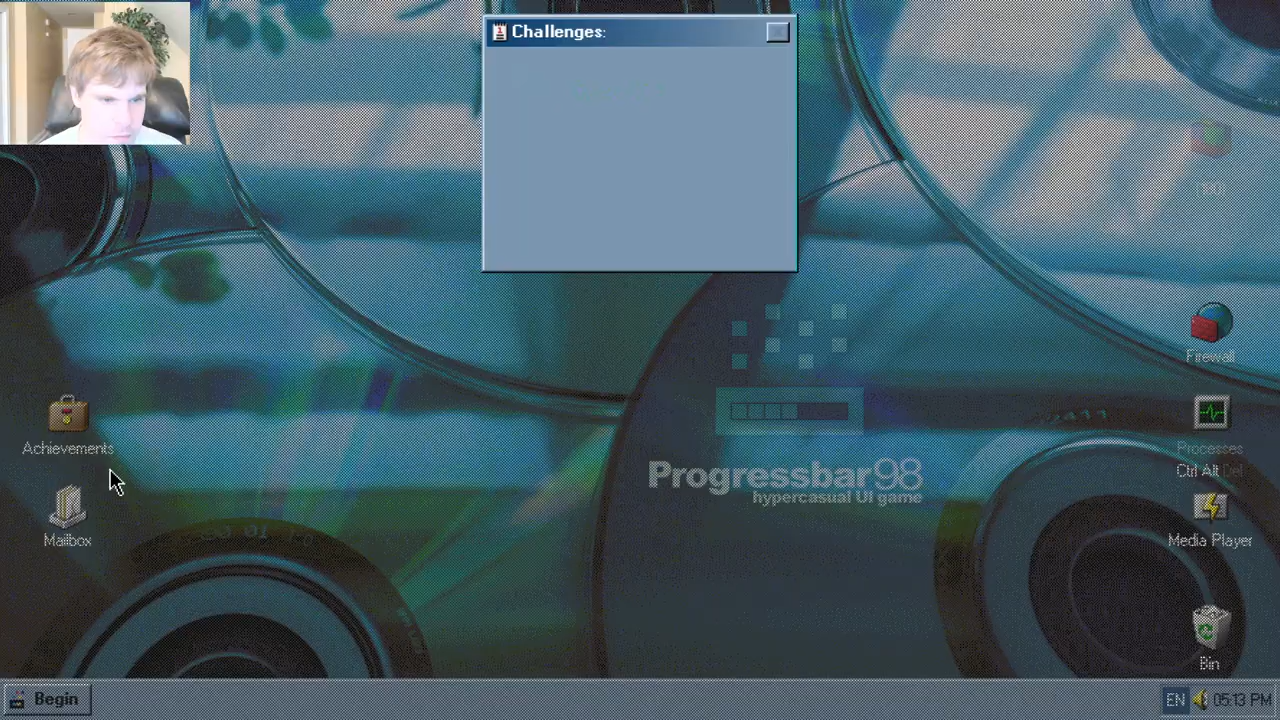 Challenges:
Firewall
Achievements
Processes
Ctrl Alt Del
Progressbar98
hypercasual UI game
Mailbox
Media Player
Bin
Begin
EN
05:13 PM